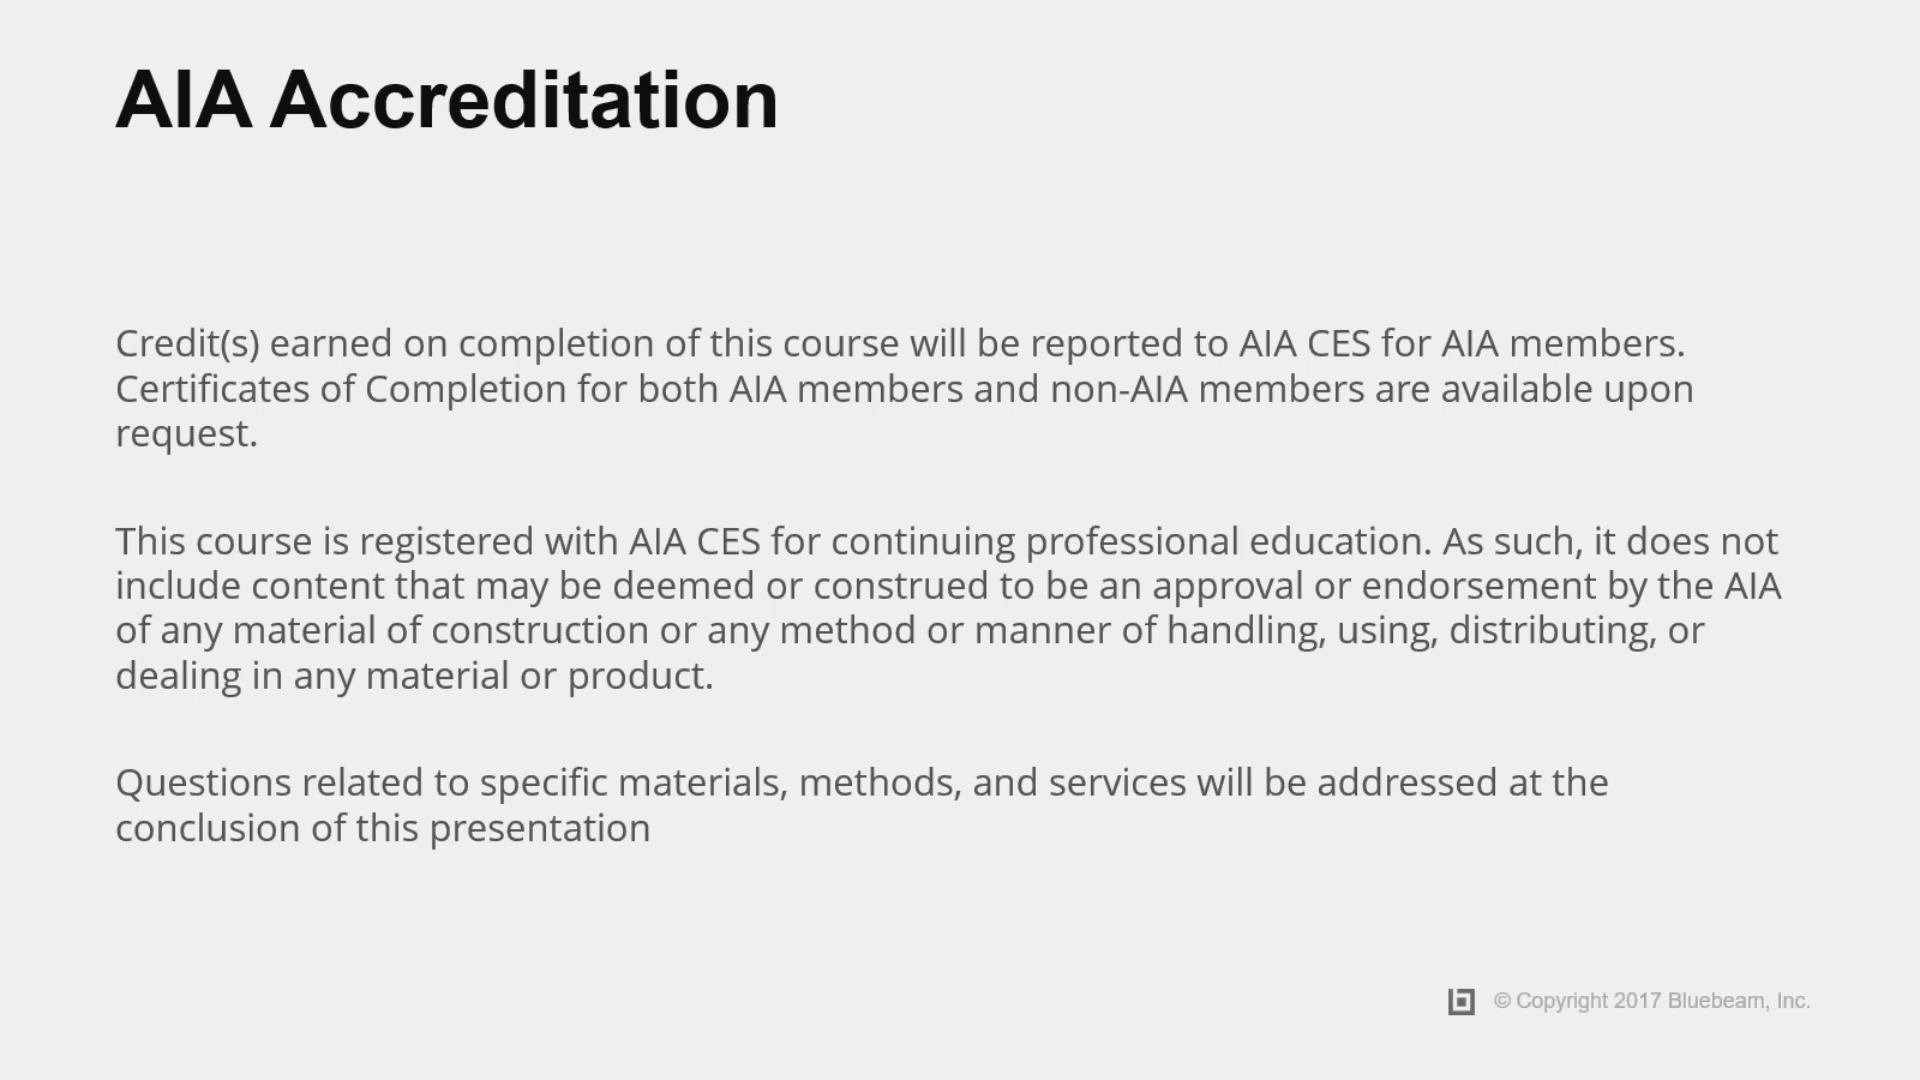 AIA Accreditation
Credit(s) earned on completion of this course will be reported to AIA CES for AIA members.
Certificates of Completion for both AIA members and non-AIA members are available upon
request.
This course is registered with AIA CES for continuing professional education. As such, it does not
include content that may be deemed or construed to be an approval or endorsement by the AIA
of any material of construction or any method or manner of handling, using, distributing, or
dealing in any material or product.
Questions related to specific materials, methods, and services will be addressed at the
conclusion of this presentation
© Copyright 2017 Bluebeam, Inc.